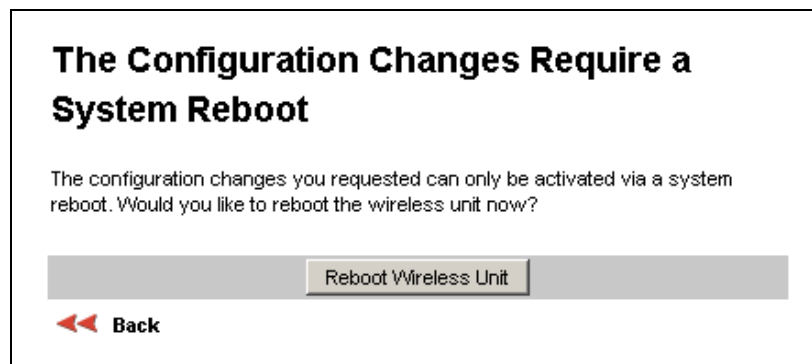 The Configuration Changes Require a
System Reboot
The configuration changes you requested can only be activated via a system
reboot. Would you like to reboot the wireless unit now?
Reboot Wireless Unit
Back